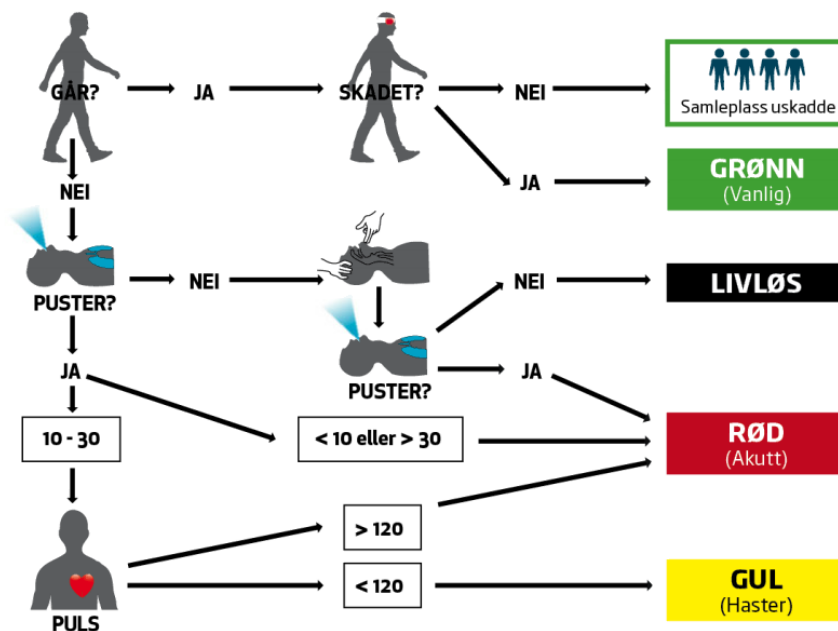 GÅR?
JA
SKADET?
NEI
Samleplass uskadde
JA
GRØNN
(Vanlig)
NEI
PUSTER?
NEI
NEI
LIVLØS
PUSTER?
JA
JA
10 - 30
< 10 eller > 30
RØD
(Akutt)
> 120
< 120
GUL
(Haster)
PULS